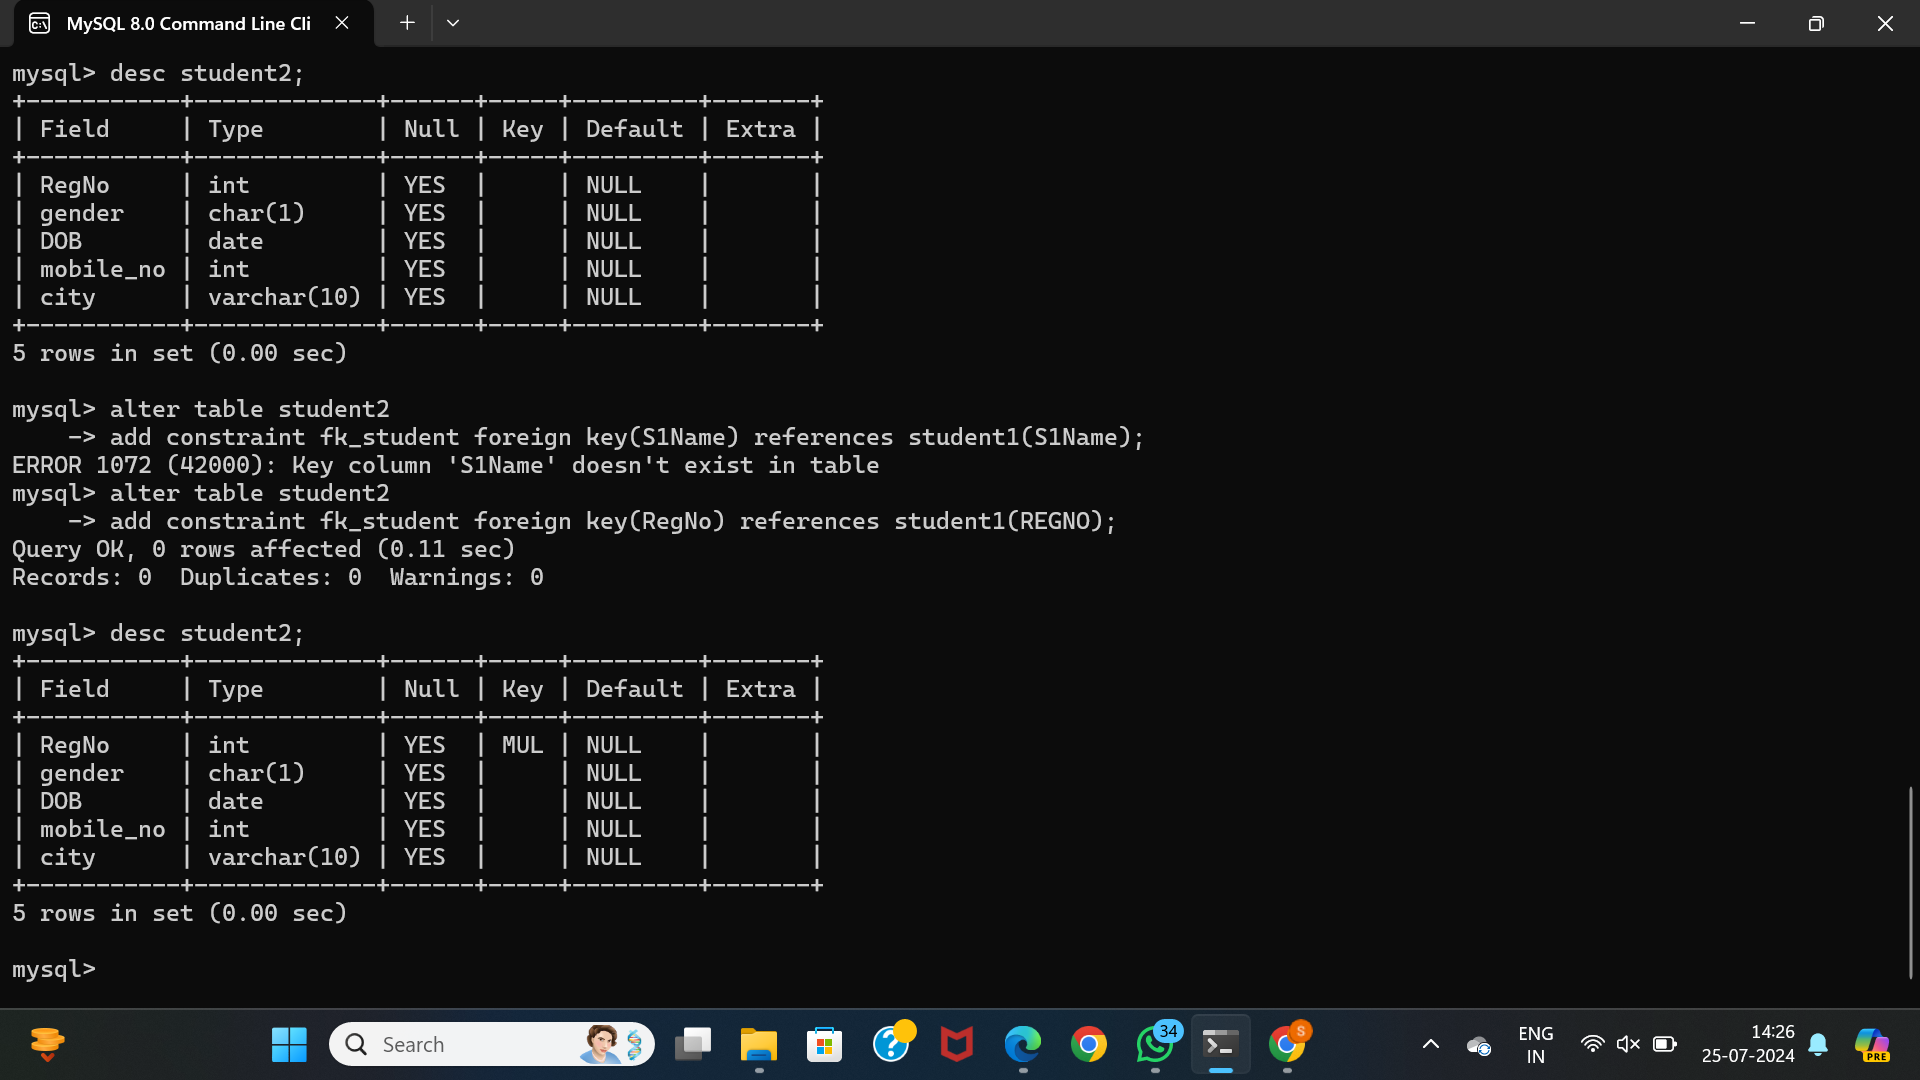 MySQL 8.0 Command Line Cli
mysql> desc student2;
+-----------+-------------+------+-----+---------+-------+
| Field     | Type        | Null | Key | Default | Extra |
+-----------+-------------+------+-----+---------+-------+
| RegNo     | int         | YES  |     | NULL    |       |
| gender    | char(1)     | YES  |     | NULL    |       |
| DOB       | date        | YES  |     | NULL    |       |
| mobile_no | int         | YES  |     | NULL    |       |
| city      | varchar(10) | YES  |     | NULL    |       |
+-----------+-------------+------+-----+---------+-------+
5 rows in set (0.00 sec)
mysql> alter table student2
    -> add constraint fk_student foreign key(S1Name) references student1(S1Name);
ERROR 1072 (42000): Key column 'S1Name' doesn't exist in table
mysql> alter table student2
    -> add constraint fk_student foreign key(RegNo) references student1(REGNO);
Query OK, 0 rows affected (0.11 sec)
Records: 0  Duplicates: 0  Warnings: 0
mysql> desc student2;
+-----------+-------------+------+-----+---------+-------+
| Field     | Type        | Null | Key | Default | Extra |
+-----------+-------------+------+-----+---------+-------+
| RegNo     | int         | YES  | MUL | NULL    |       |
| gender    | char(1)     | YES  |     | NULL    |       |
| DOB       | date        | YES  |     | NULL    |       |
| mobile_no | int         | YES  |     | NULL    |       |
| city      | varchar(10) | YES  |     | NULL    |       |
+-----------+-------------+------+-----+---------+-------+
5 rows in set (0.00 sec)
mysql>
Search
34
S
ENG
IN
14:26
25-07-2024
PRE